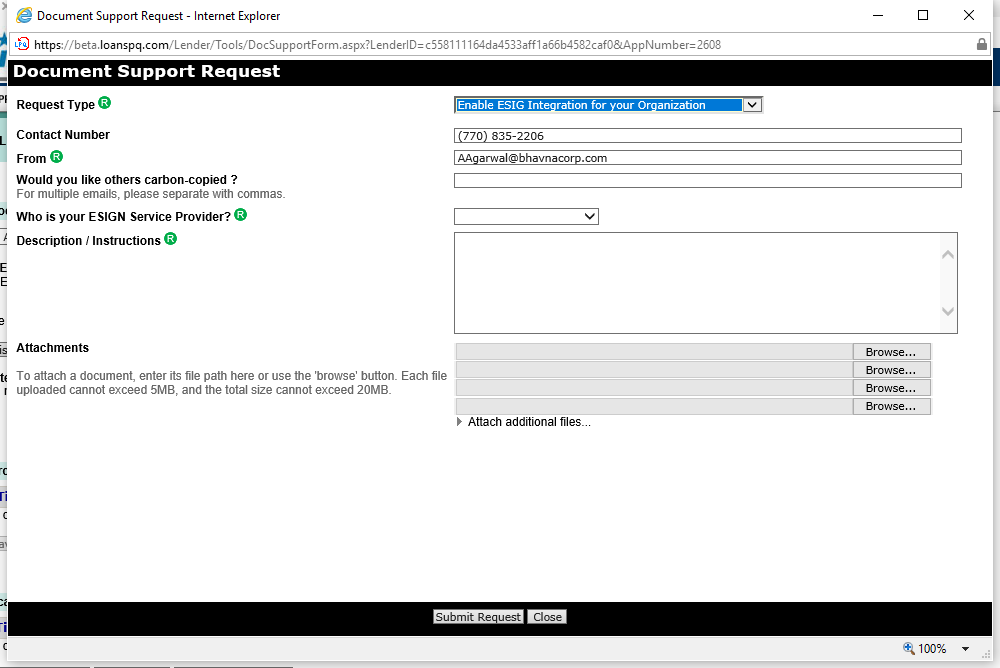 Document Support Request - Internet Explorer
https://beta.loanspq.com/Lender/Tools/DocSupportForm.aspx?LenderID=c558111164da4533aff1a66b4582caf0&AppNumber=2608
Document Support Request
Request Type R
Enable ESIG Integration for your Organization
Contact Number
(770) 835-2206
From R
AAgarwal@bhavnacorp.com
Would you like others carbon-copied ?
For multiple emails, please separate with commas.
Who is your ESIGN Service Provider? R
Description / Instructions R
Attachments
To attach a document, enter its file path here or use the 'browse' button. Each file
uploaded cannot exceed 5MB, and the total size cannot exceed 20MB.
Browse...
Browse...
Browse...
Browse...
Attach additional files...
Submit Request Close
100%